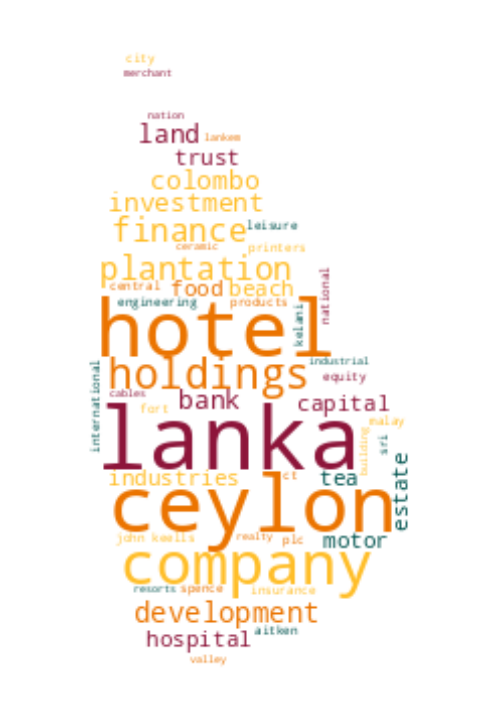 city
merchant
nation
land lankem
trust
colombo
investment
finance leisure
ceramic printers
plantation
central food beach national
engineering products
hotel kelani
holdings industrial
international equity
cables bank capital
fort malay
lanka building sri
industries ct tea estate
ceylon
john keells realty plc motor
company
resorts spence insurance
development
hospital aitken
valley